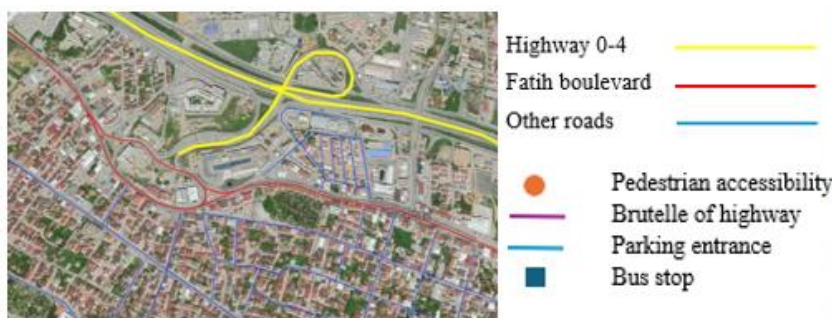 Highway 0-4
Fatih boulevard
Other roads
Pedestrian accessibility
Brutelle of highway
Parking entrance
Bus stop